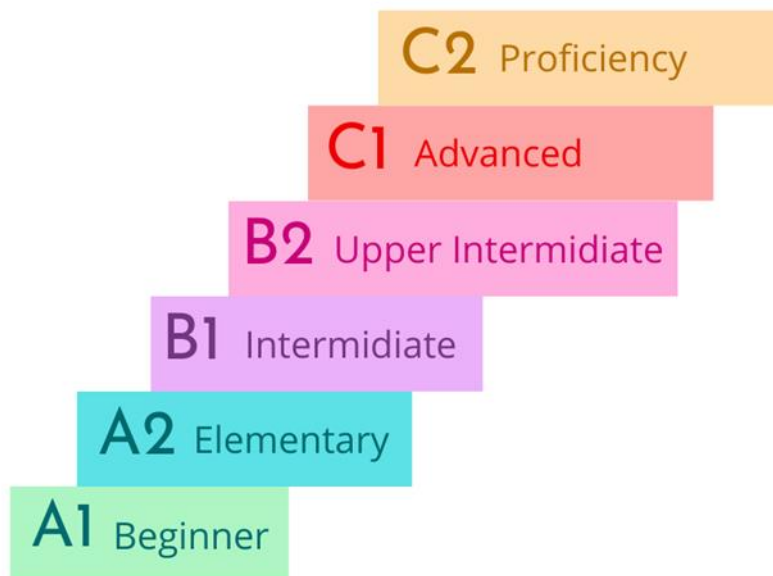 C2 Proficiency
C1 Advanced
B2 Upper Intermidiate
B1 Intermidiate
A2 Elementary
A1 Beginner